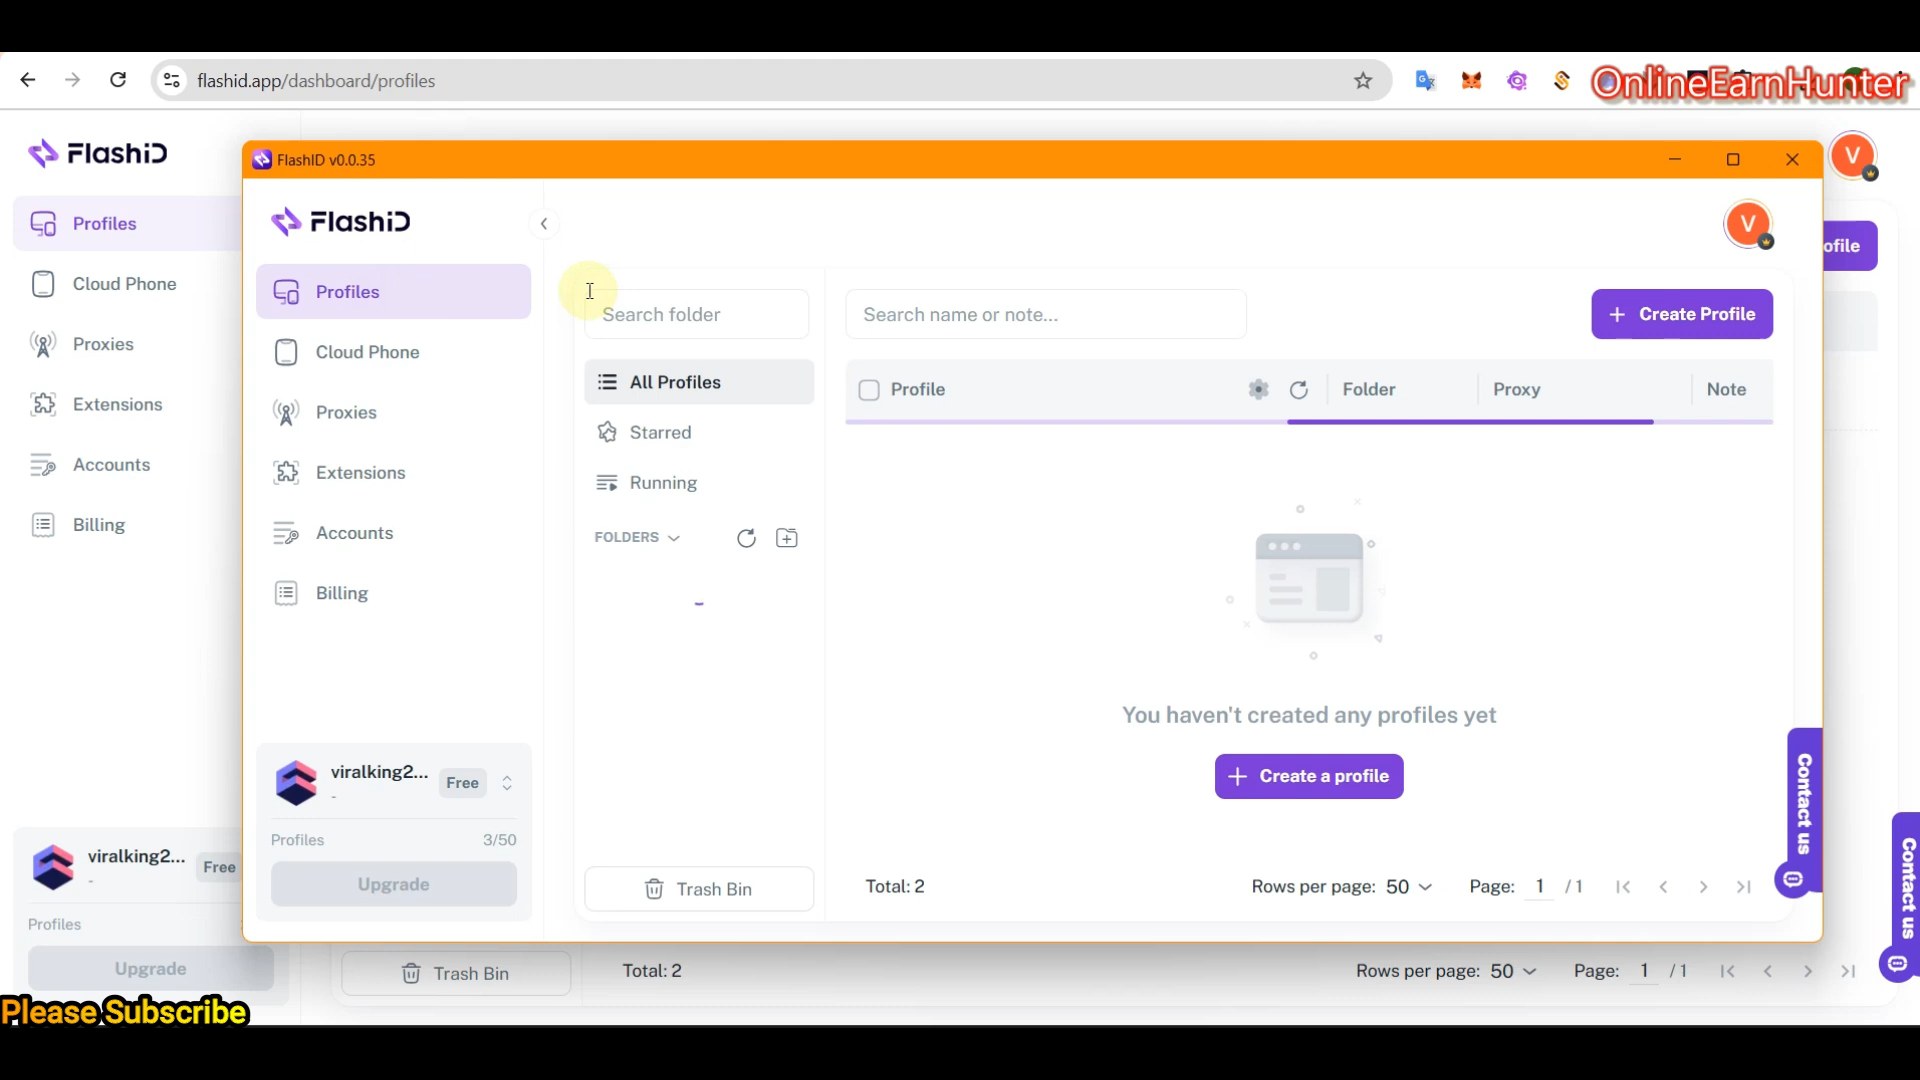 flashid.app/dashboard/profiles
OnlineEarnHunter
FlashiD
Profiles
Cloud Phone
Proxies
Extensions
Accounts
Billing
viralking2...
-
Free
Profiles
Upgrade
Please Subscribe
V
ofile
FlashID v0.0.35
FlashiD
V
Profiles
Cloud Phone
Proxies
Extensions
Accounts
Billing
viralking2...
-
Free
Profiles 3/50
Upgrade
Search folder
All Profiles
Starred
Running
FOLDERS
Trash Bin
Search name or note...
+ Create Profile
Profile Folder Proxy Note
You haven't created any profiles yet
+ Create a profile
Total: 2 Rows per page: 50 Page: 1 / 1
Contact us
Trash Bin Total: 2 Rows per page: 50 Page: 1 / 1
Contact us